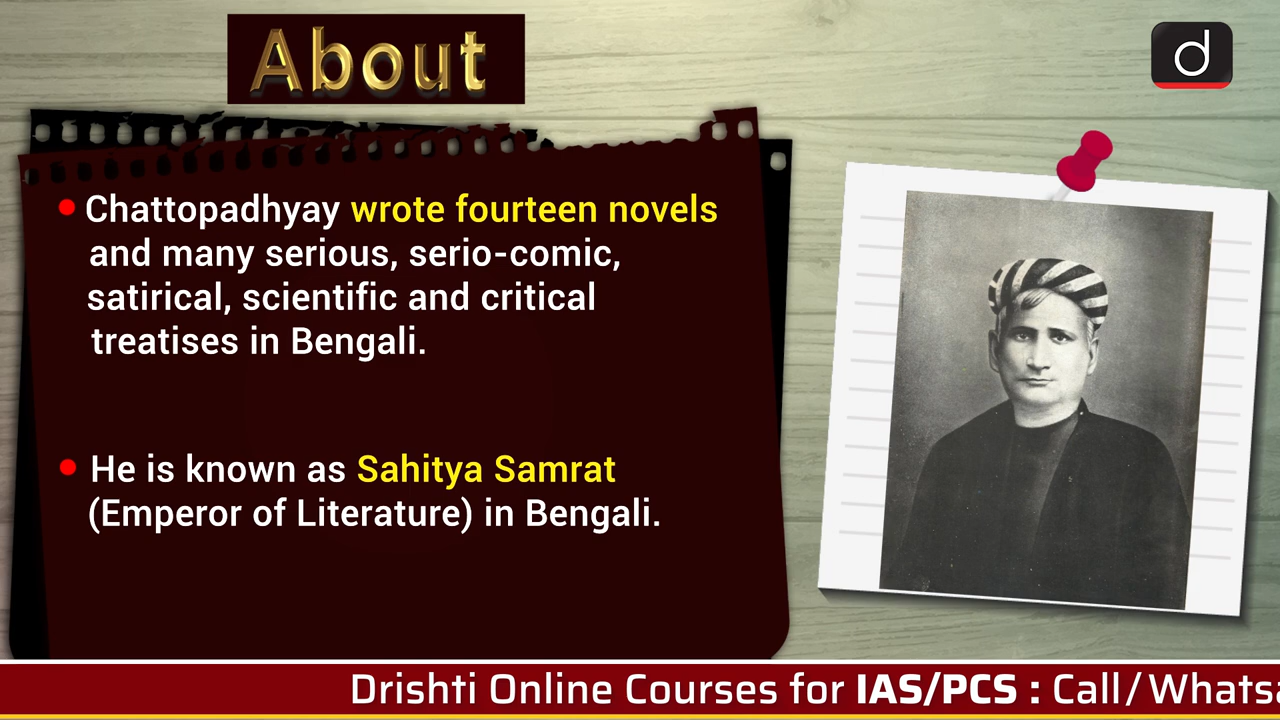 About
d
Chattopadhyay wrote fourteen novels
and many serious, serio-comic,
satirical, scientific and critical
treatises in Bengali.
He is known as Sahitya Samrat
(Emperor of Literature) in Bengali.
Drishti Online Courses for IAS/PCS : Call/Whats